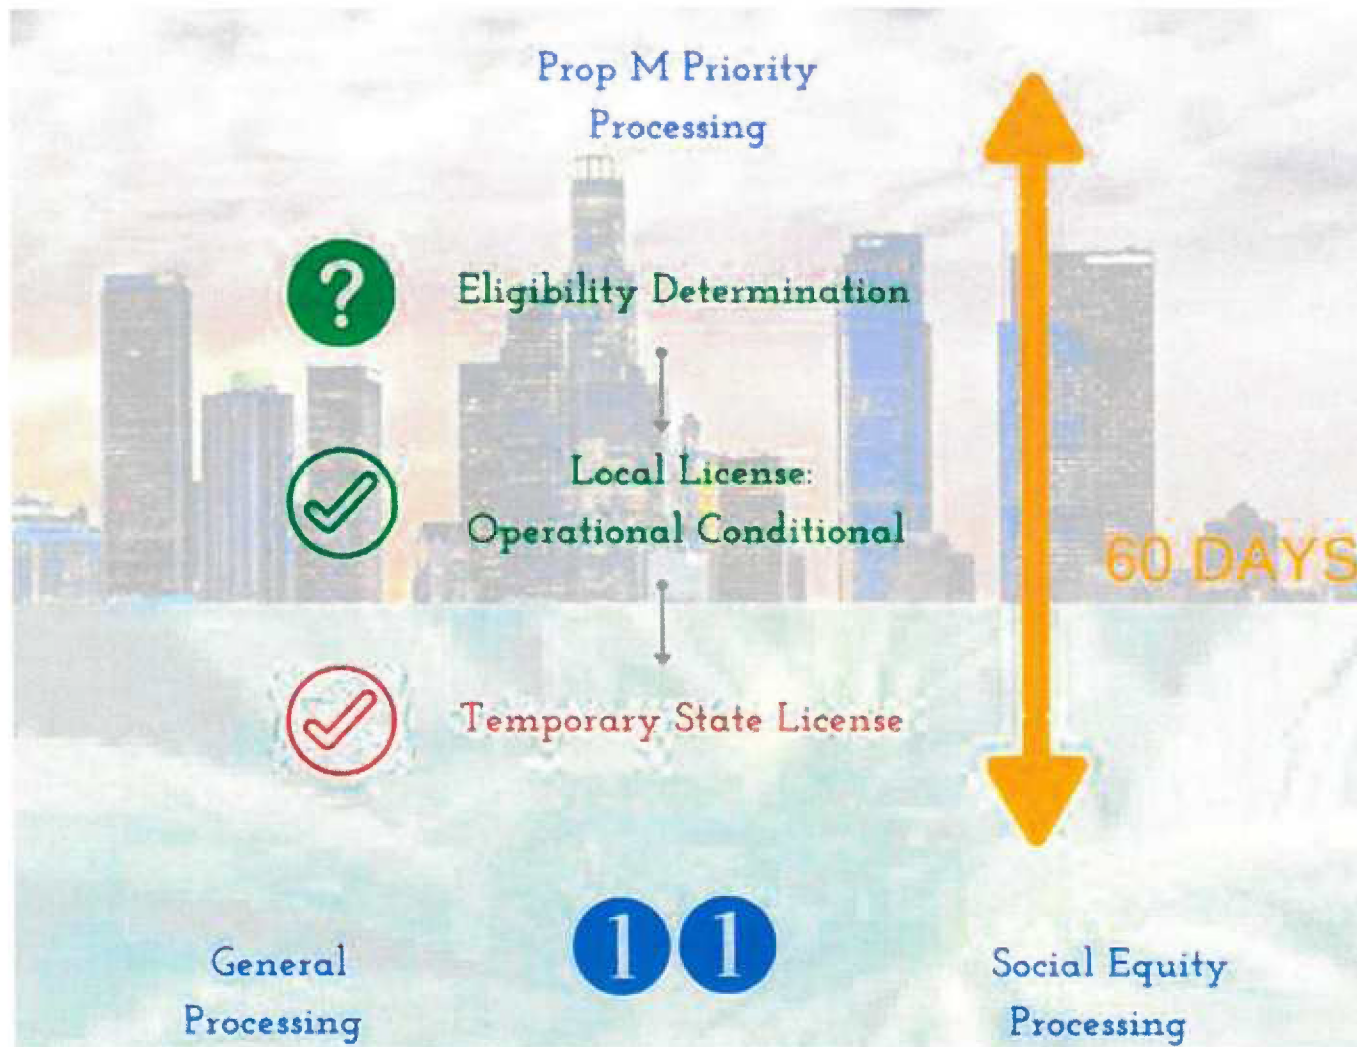 Prop M Priority
Processing
?
Eligibility Determination
Local License:
Operational Conditional
60 DAYS
Temporary State License
1 1
General
Processing
Social Equity
Processing